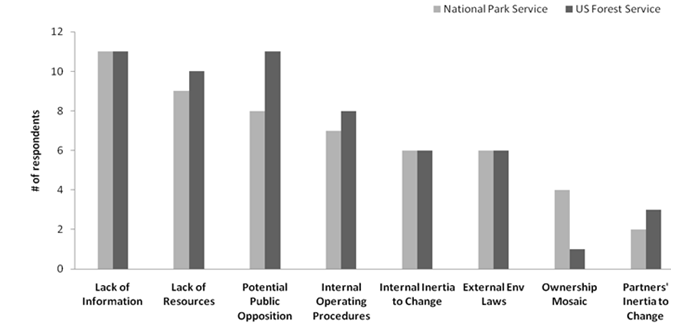 National Park Service US Forest Service
12
10
8
6
4
2
0
# of respondents
Lack of Information
Lack of Resources
Potential Public Opposition
Internal Operating Procedures
Internal Inertia to Change
External Env Laws
Ownership Mosaic
Partners' Inertia to Change